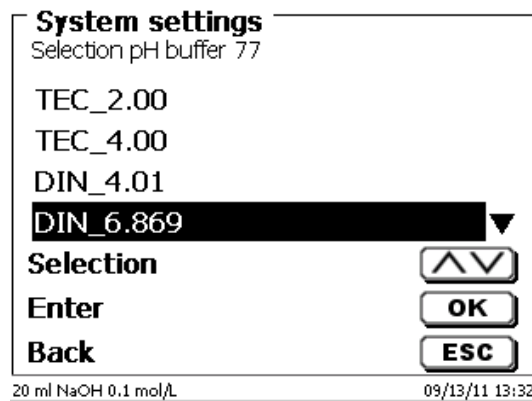 System settings
Selection pH buffer 77
TEC_2.00
TEC_4.00
DIN_4.01
DIN_6.869
Selection
Enter OK
Back ESC
20 ml NaOH 0.1 mol/L 09/13/11 13:32